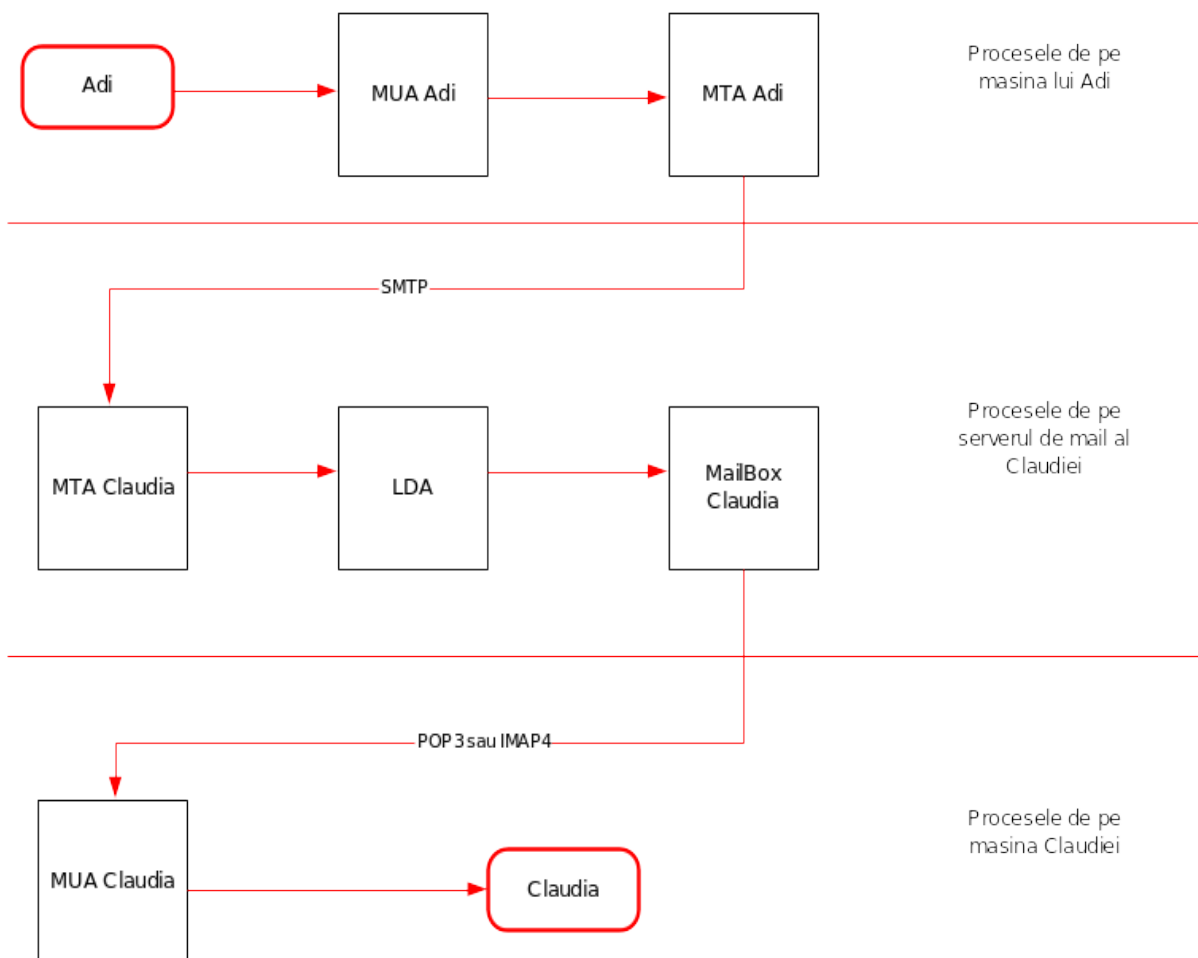 Adi
MUA Adi
MTA Adi
Procesele de pe
masina lui Adi
SMTP
MTA Claudia
LDA
MailBox
Claudia
Procesele de pe
serverul de mail al
Claudiei
POP3 sau IMAP4
MUA Claudia
Claudia
Procesele de pe
masina Claudiei